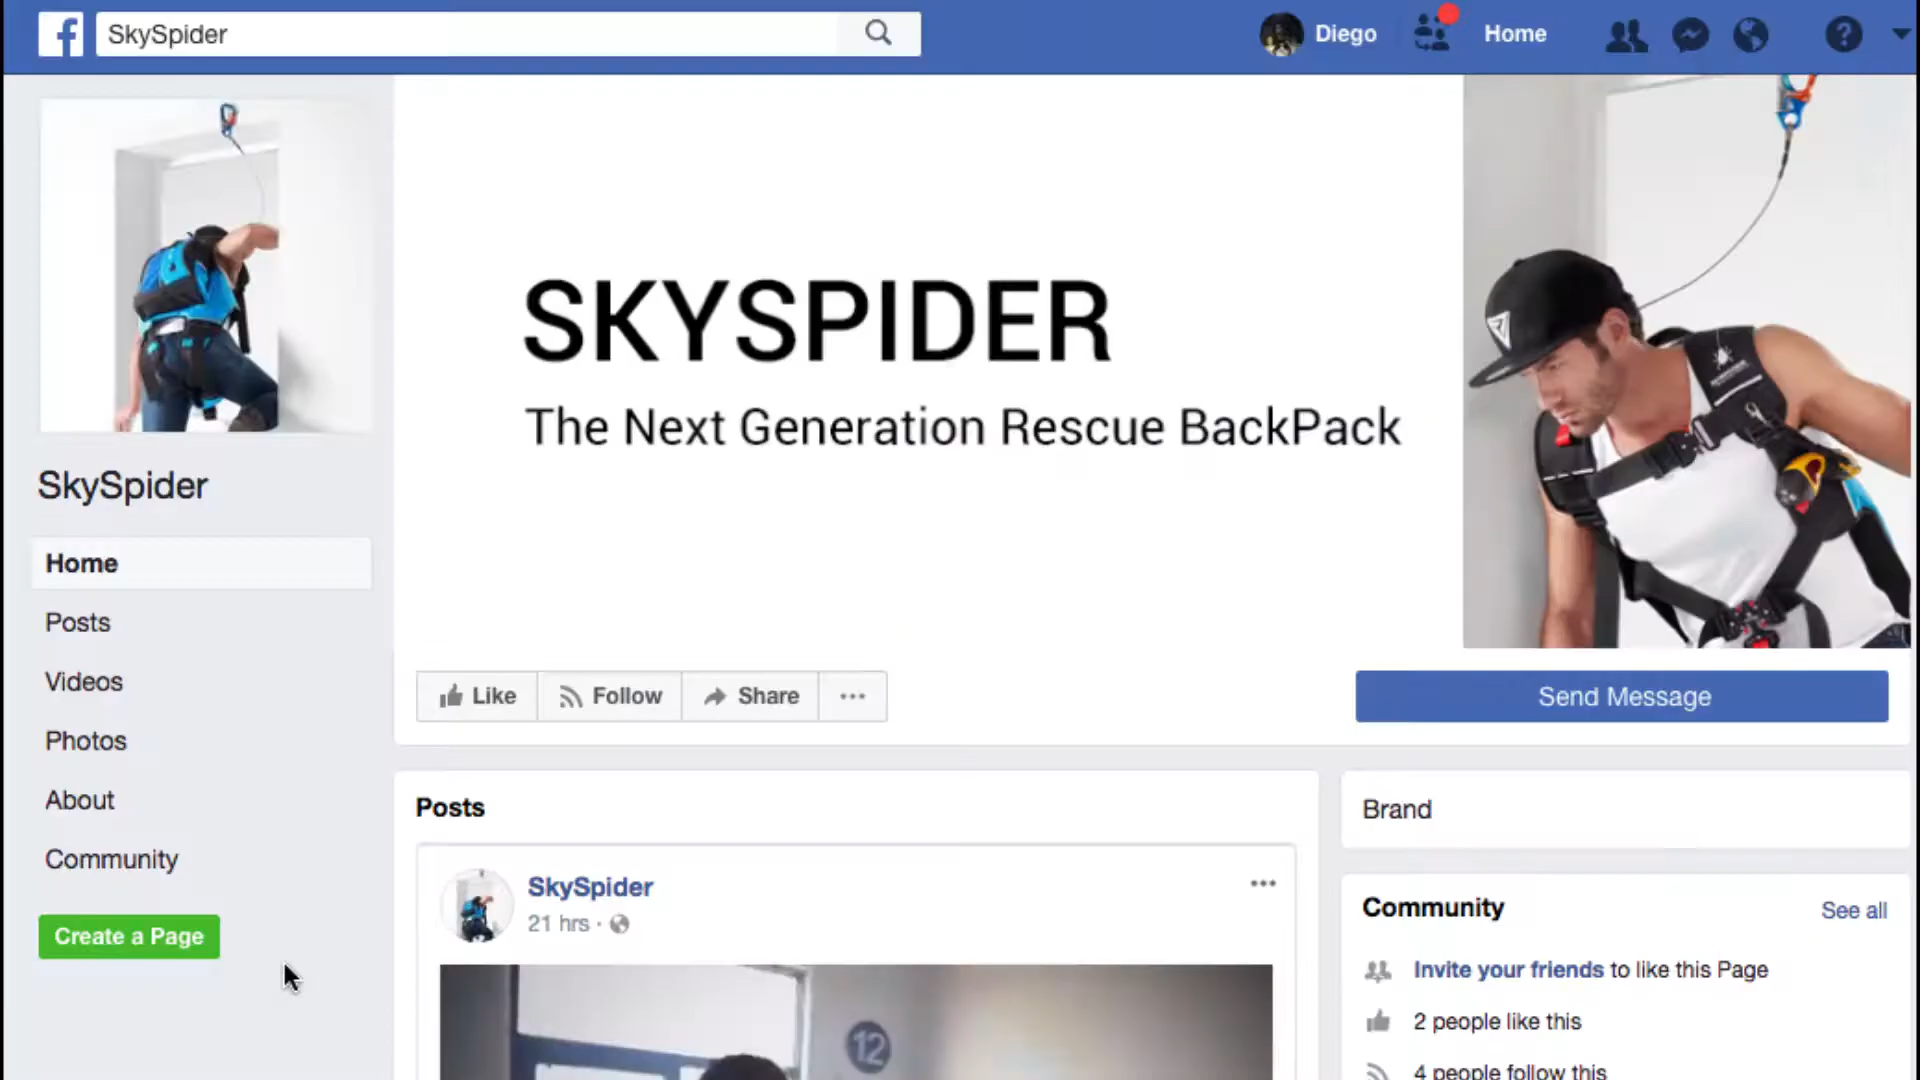 SkySpider
Diego
Home
SKYSPIDER
The Next Generation Rescue BackPack
SkySpider
Home
Posts
Videos
Photos
About
Community
Create a Page
Like
Follow
Share
Send Message
Posts
SkySpider
21 hrs ·
12
Brand
Community
See all
Invite your friends to like this Page
2 people like this
4 people follow this